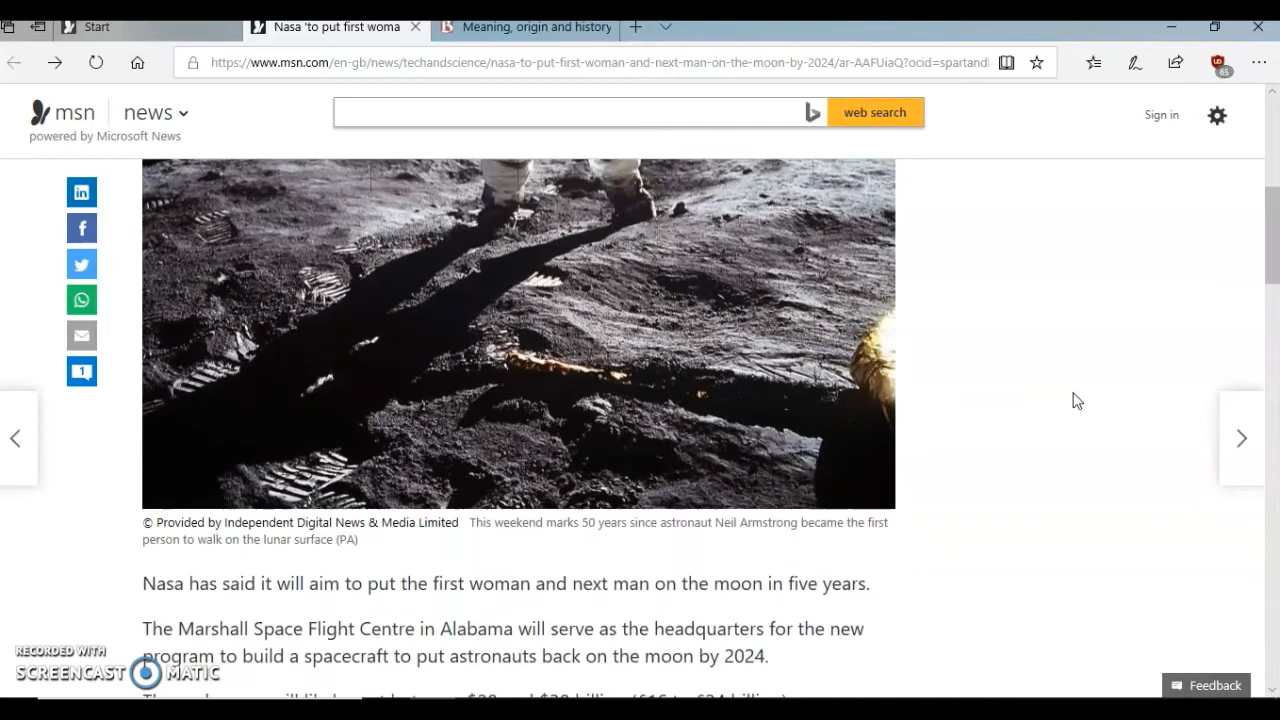 Start
Nasa 'to put first woma
Meaning, origin and history
https://www.msn.com/en-gb/news/techandscience/nasa-to-put-first-woman-and-next-man-on-the-moon-by-2024/ar-AAFUiaQ?ocid=spartandl
65
msn news
web search
Sign in
powered by Microsoft News
1
© Provided by Independent Digital News & Media Limited This weekend marks 50 years since astronaut Neil Armstrong became the first
person to walk on the lunar surface (PA)
Nasa has said it will aim to put the first woman and next man on the moon in five years.
The Marshall Space Flight Centre in Alabama will serve as the headquarters for the new
program to build a spacecraft to put astronauts back on the moon by 2024.
RECORDED WITH
SCREENCAST MATIC
Feedback